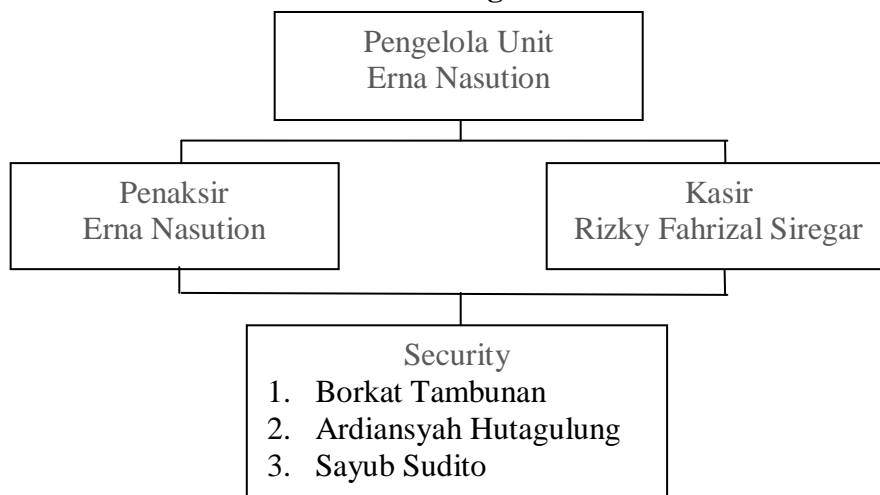 Pengelola Unit
Erna Nasution
Penaksir
Erna Nasution
Kasir
Rizky Fahrizal Siregar
Security
1. Borkat Tambunan
2. Ardiansyah Hutagulung
3. Sayub Sudito